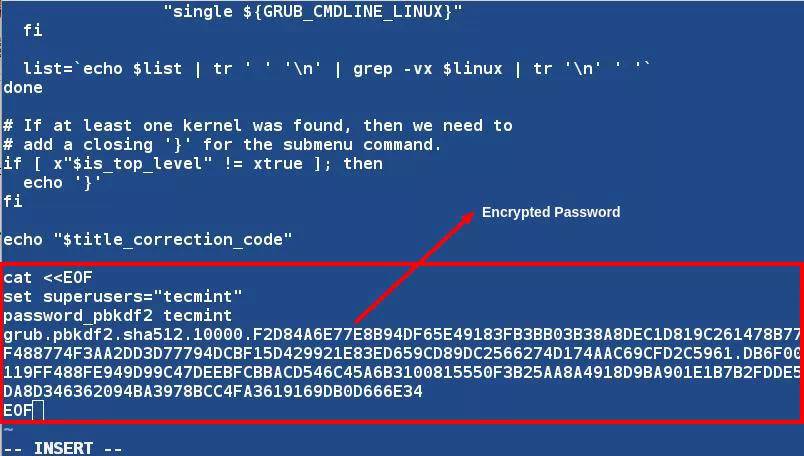 "single ${GRUB_CMDLINE_LINUX}"
fi
list=`echo $list | tr ' ' '\n' | grep -vx $linux | tr '\n' ' '`
done
# If at least one kernel was found, then we need to
# add a closing '}' for the submenu command.
if [ x"$is_top_level" != xtrue ]; then
echo '}'
fi
Encrypted Password
echo "$title_correction_code"
cat <<EOF
set superusers="tecmint"
password_pbkdf2 tecmint
grub.pbkdf2.sha512.10000.F2D84A6E77E8B94DF65E49183FB3BB03B38A8DEC1D819C261478B77
F488774F3AA2DD3D77794DCBF15D429921E83ED659CD89DC2566274D174AAC69CFD2C5961.DB6F00
119FF488FE949D99C47DEEBFCBBACD546C45A6B3100815550F3B25AA8A4918D9BA901E1B7B2FDDE5
DA8D346362094BA3978BCC4FA3619169DB0D666E34
EOF
~
-- INSERT --